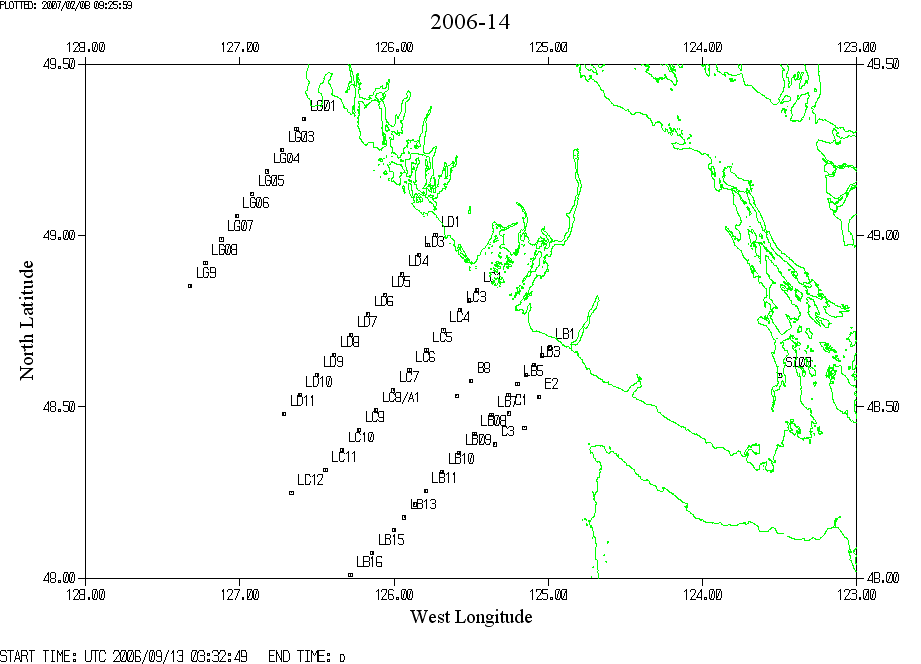 PLOTTED: 2007/02/08 09:25:59
2006-14
128.00 127.00 126.00 125.00 124.00 123.00
49.50 49.50
LG01
LG03
LG04
LG05
LG06
LG07
LG08
LG9
49.00 49.00
LD1
LD3
LD4
LD5
LD6
LD7
LD8
LD9
LD10
LD11
LC3
LC4
LC5
LC6
LC7
LC8/A1
LC9
LC10
LC11
LC12
LB1
LB3
LB5
LB7
LB08
LB09
LB10
LB11
LB13
LB15
LB16
B8
E2
C1
C3
SI03
48.50 48.50
48.00 48.00
128.00 127.00 126.00 125.00 124.00 123.00
North Latitude
West Longitude
START TIME: UTC 2006/09/13 03:32:49 END TIME: o